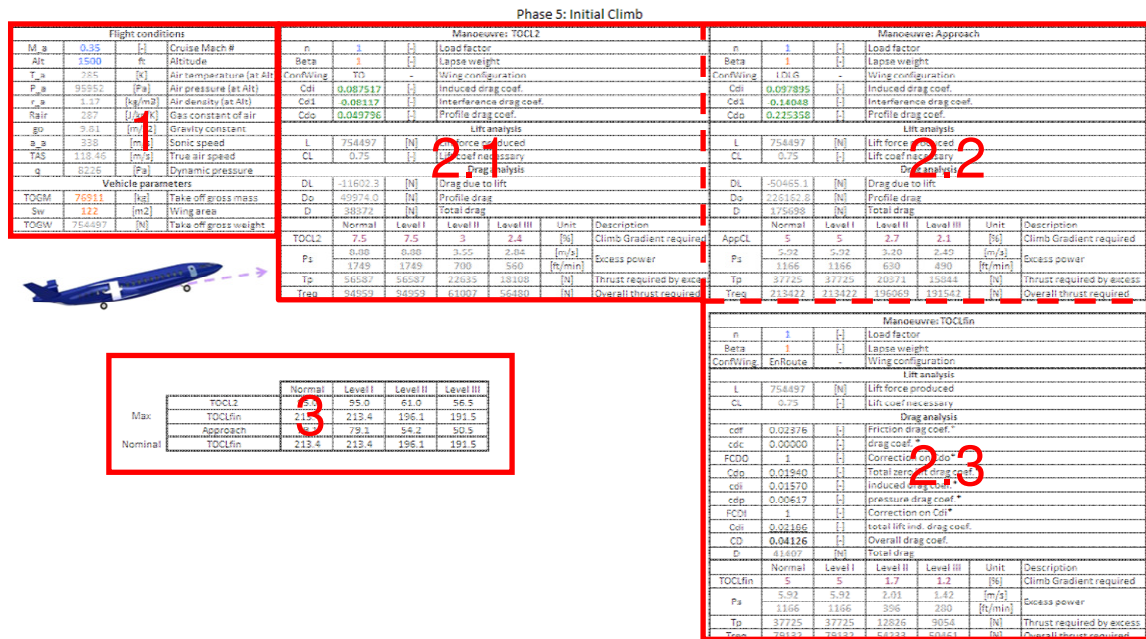 Phase 5: Initial Climb
Flight conditions
M_a 0.35 [-] Cruise Mach #
Alt 1500 ft Altitude
T_a 285 [K] Air temperature (at Alt
P_a 95952 [Pa] Air pressure (at Alt)
r_a 1.17 [kg/m3] Air density (at Alt)
Rair 287 Gas constant of air
go 9.81 Gravity constant
a_a 338 [m/s] Sonic speed
TAS 118.46 [m/s] True air speed
q 8226 [Pa] Dynamic pressure
Vehicle parameters
TOGM 76911 [kg] Take off gross mass
Sw 122 [m2] Wing area
TOGW 754497 [N] Take off gross weight
1
Manoeuvre: TOCL2
n 1 [-] Load factor
Beta 1 [-] Lapse weight
ConfWing TO - Wing configuration
Cdi 0.087517 [-] Induced drag coef.
Cd1 -0.08117 [-] Interference drag coef.
Cdo 0.049796 [-] Profile drag coef.
Lift analysis
L 754497 [N] Lift force produced
CL 0.75 [-] Lift coef necessary
Drag analysis
DL -11602.3 [N] Drag due to lift
Do 49974.0 [N] Profile drag
D 38372 [N] Total drag
Normal Level I Level II Level III Unit Description
TOCL2 7.5 7.5 3 2.4 [%] Climb Gradient required
Ps 8.88 8.88 3.55 2.84 [m/s] Excess power
1749 1749 700 560 [ft/min]
Tp 56587 56587 22635 18108 [N] Thrust required by excess
Treq 94959 94959 61007 56480 [N] Overall thrust required
2.1
Manoeuvre: Approach
n 1 [-] Load factor
Beta 1 [-] Lapse weight
ConfWing LDLG - Wing configuration
Cdi 0.097895 [-] Induced drag coef.
Cd1 -0.14048 [-] Interference drag coef.
Cdo 0.225358 [-] Profile drag coef.
Lift analysis
L 754497 [N] Lift force produced
CL 0.75 [-] Lift coef necessary
Drag analysis
DL -50465.1 [N] Drag due to lift
Do 226162.8 [N] Profile drag
D 175698 [N] Total drag
Normal Level I Level II Level III Unit Description
AppCL 5 5 2.7 2.1 [%] Climb Gradient required
Ps 5.92 5.92 3.20 2.49 [m/s] Excess power
1166 1166 630 490 [ft/min]
Tp 37725 37725 20371 15844 [N] Thrust required by excess
Treq 213422 213422 196069 191542 [N] Overall thrust required
2.2
Manoeuvre: TOCLfin
n 1 [-] Load factor
Beta 1 [-] Lapse weight
ConfWing. EnRoute - Wing configuration
Lift analysis
L 754497 [N] Lift force produced
CL 0.75 [-] Lift coef necessary
Drag analysis
cdf 0.02376 [-] Friction drag coef.*
cdc 0.00000 [-] drag coef. *
FCDO 1 [-] Correction on Cdo*
Cdo 0.01940 [-] Total zero lift drag coef.
cdi 0.01570 [-] induced drag coef.*
cdp 0.00617 [-] pressure drag coef.*
FCDI 1 [-] Correction on Cdi*
Cdi 0.02186 [-] total lift ind. drag coef.
CD 0.04126 [-] Overall drag coef.
D 41407 [N] Total drag
Normal Level I Level II Level III Unit Description
TOCLfin 5 5 1.7 1.2 [%] Climb Gradient required
Ps 5.92 5.92 2.01 1.42 [m/s] Excess power
1166 1166 396 280 [ft/min]
Tp 37725 37725 12826 9054 [N] Thrust required by excess
Treq 79132 79132 54233 50461 [N] Overall thrust required
2.3
Normal Level I Level II Level III
Max TOCL2 95.0 61.0 56.5
TOCLfin 213.4 196.1 191.5
Approach 79.1 54.2 50.5
Nominal TOCLfin 213.4 213.4 196.1 191.5
3